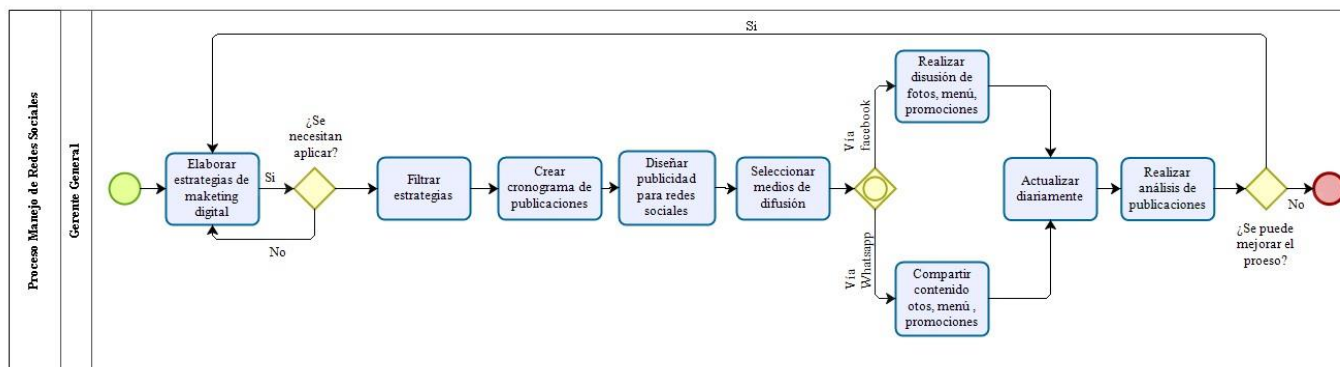 Proceso Manejo de Redes Sociales
Gerente General
Elaborar
estrategias de
maketing
digital
Si
¿Se
necesitan
aplicar?
No
Filtrar
estrategias
Crear
cronograma de
publicaciones
Diseñar
publicidad
para redes
sociales
Seleccionar
medios de
difusión
Vía
facebook
Realizar
disusión de
fotos, menú,
promociones
Vía
Whatsapp
Compartir
contenido
otos, menú ,
promociones
Actualizar
diariamente
Realizar
análisis de
publicaciones
¿Se puede
mejorar el
proeso?
Si
No